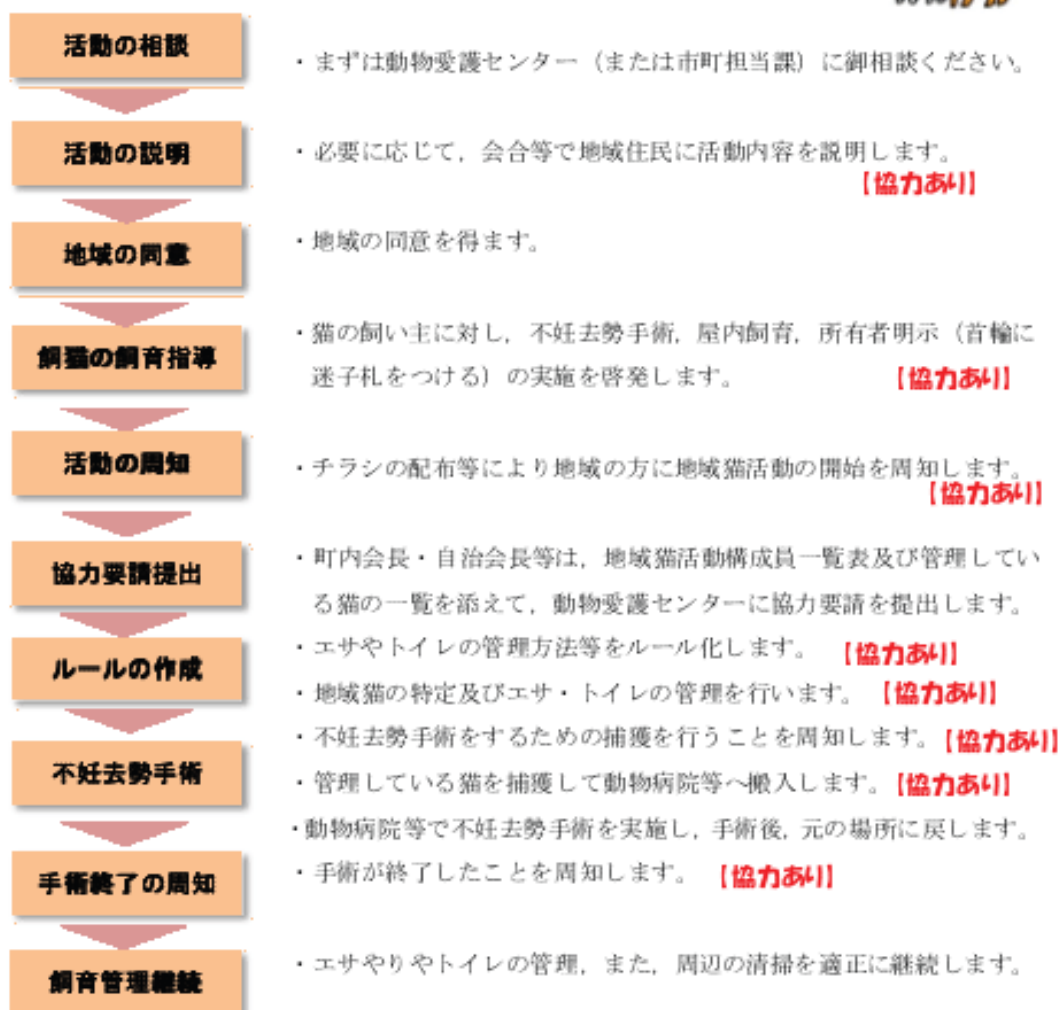 活動の相談
・まずは動物愛護センター（または市町担当課）に御相談ください。
活動の説明
・必要に応じて，会合等で地域住民に活動内容を説明します。
【協力あり】
地域の同意
・地域の同意を得ます。
飼猫の飼育指導
・猫の飼い主に対し，不妊去勢手術，屋内飼育，所有者明示（首輪に
迷子札をつける）の実施を啓発します。 【協力あり】
活動の周知
・チラシの配布等により地域の方に地域猫活動の開始を周知します。
【協力あり】
協力要請提出
・町内会長・自治会長等は，地域猫活動構成員一覧表及び管理してい
る猫の一覧を添えて，動物愛護センターに協力要請を提出します。
ルールの作成
・エサやトイレの管理方法等をルール化します。 【協力あり】
・地域猫の特定及びエサ・トイレの管理を行います。 【協力あり】
不妊去勢手術
・不妊去勢手術をするための捕獲を行うことを周知します。【協力あり】
・管理している猫を捕獲して動物病院等へ搬入します。【協力あり】
・動物病院等で不妊去勢手術を実施し，手術後，元の場所に戻します。
手術終了の周知
・手術が終了したことを周知します。 【協力あり】
飼育管理継続
・エサやりやトイレの管理，また，周辺の清掃を適正に継続します。